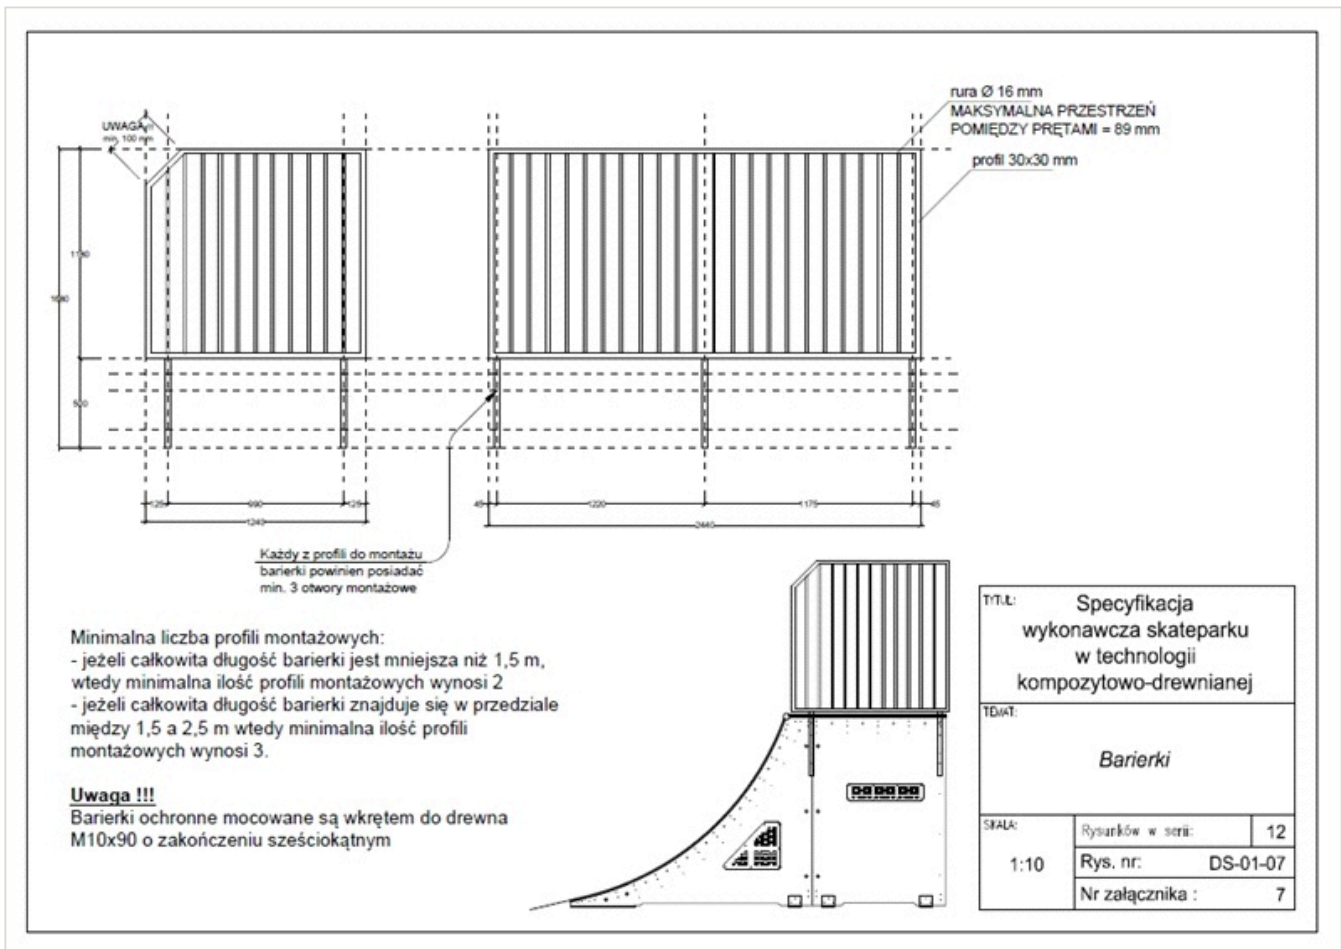 rura Ø 16 mm
MAKSYMALNA PRZESTRZEŃ
POMIĘDZY PRĘTAMI = 89 mm
profil 30x30 mm
UWAGA
min. 100 mm
125
990
125
1240
45
1220
1175
45
2440
Każdy z profili do montażu
barierki powinien posiadać
min. 3 otwory montażowe
Minimalna liczba profili montażowych:
- jeżeli całkowita długość barierki jest mniejsza niż 1,5 m,
wtedy minimalna ilość profili montażowych wynosi 2
- jeżeli całkowita długość barierki znajduje się w przedziale
między 1,5 a 2,5 m wtedy minimalna ilość profili
montażowych wynosi 3.
Uwaga !!!
Barierki ochronne mocowane są wkrętem do drewna
M10x90 o zakończeniu sześciokątnym
TYTUŁ:
Specyfikacja
wykonawcza skateparku
w technologii
kompozytowo-drewnianej
TEMAT:
Barierki
SKALA:
1:10
Rysunków w serii: 12
Rys. nr: DS-01-07
Nr załącznika : 7